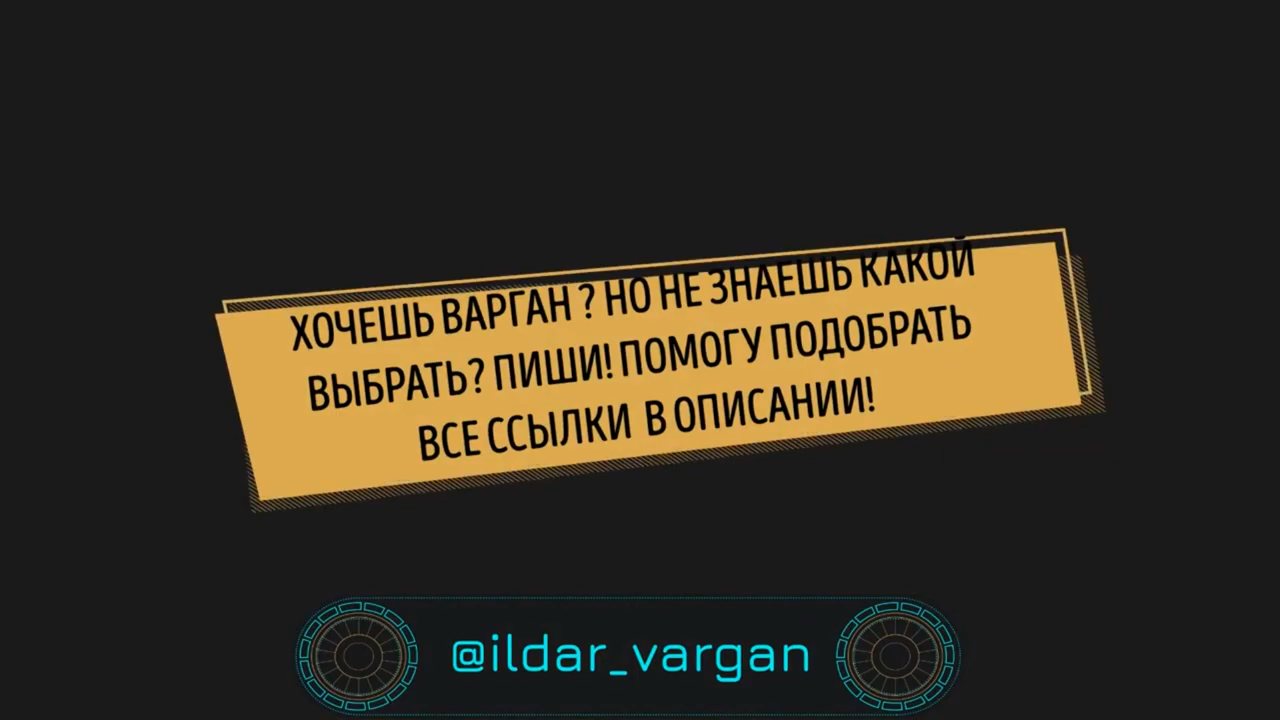 ХОЧЕШЬ ВАРГАН ? НО НЕ ЗНАЕШЬ КАКОЙ
ВЫБРАТЬ? ПИШИ! ПОМОГУ ПОДОБРАТЬ
ВСЕ ССЫЛКИ В ОПИСАНИИ!
@ildar_vargan